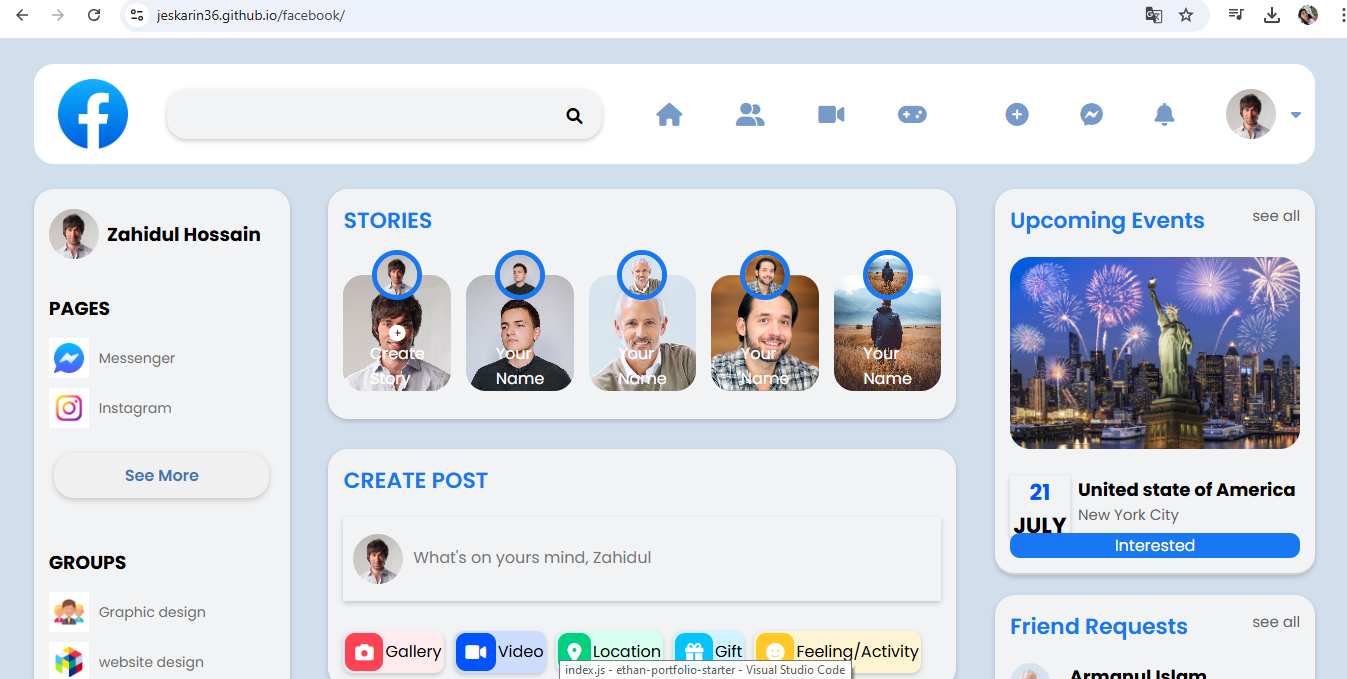 jeskarin36.github.io/facebook/
Zahidul Hossain
PAGES
Messenger
Instagram
See More
GROUPS
Graphic design
website design
STORIES
Create
Story
Your
Name
Your
Name
Your
Name
Your
Name
CREATE POST
What's on yours mind, Zahidul
Gallery
Video
Location
Gift
Feeling/Activity
index.js - ethan-portfolio-starter - Visual Studio Code
Upcoming Events
see all
21
JULY
United state of America
New York City
Interested
Friend Requests
see all
Armanul Islam